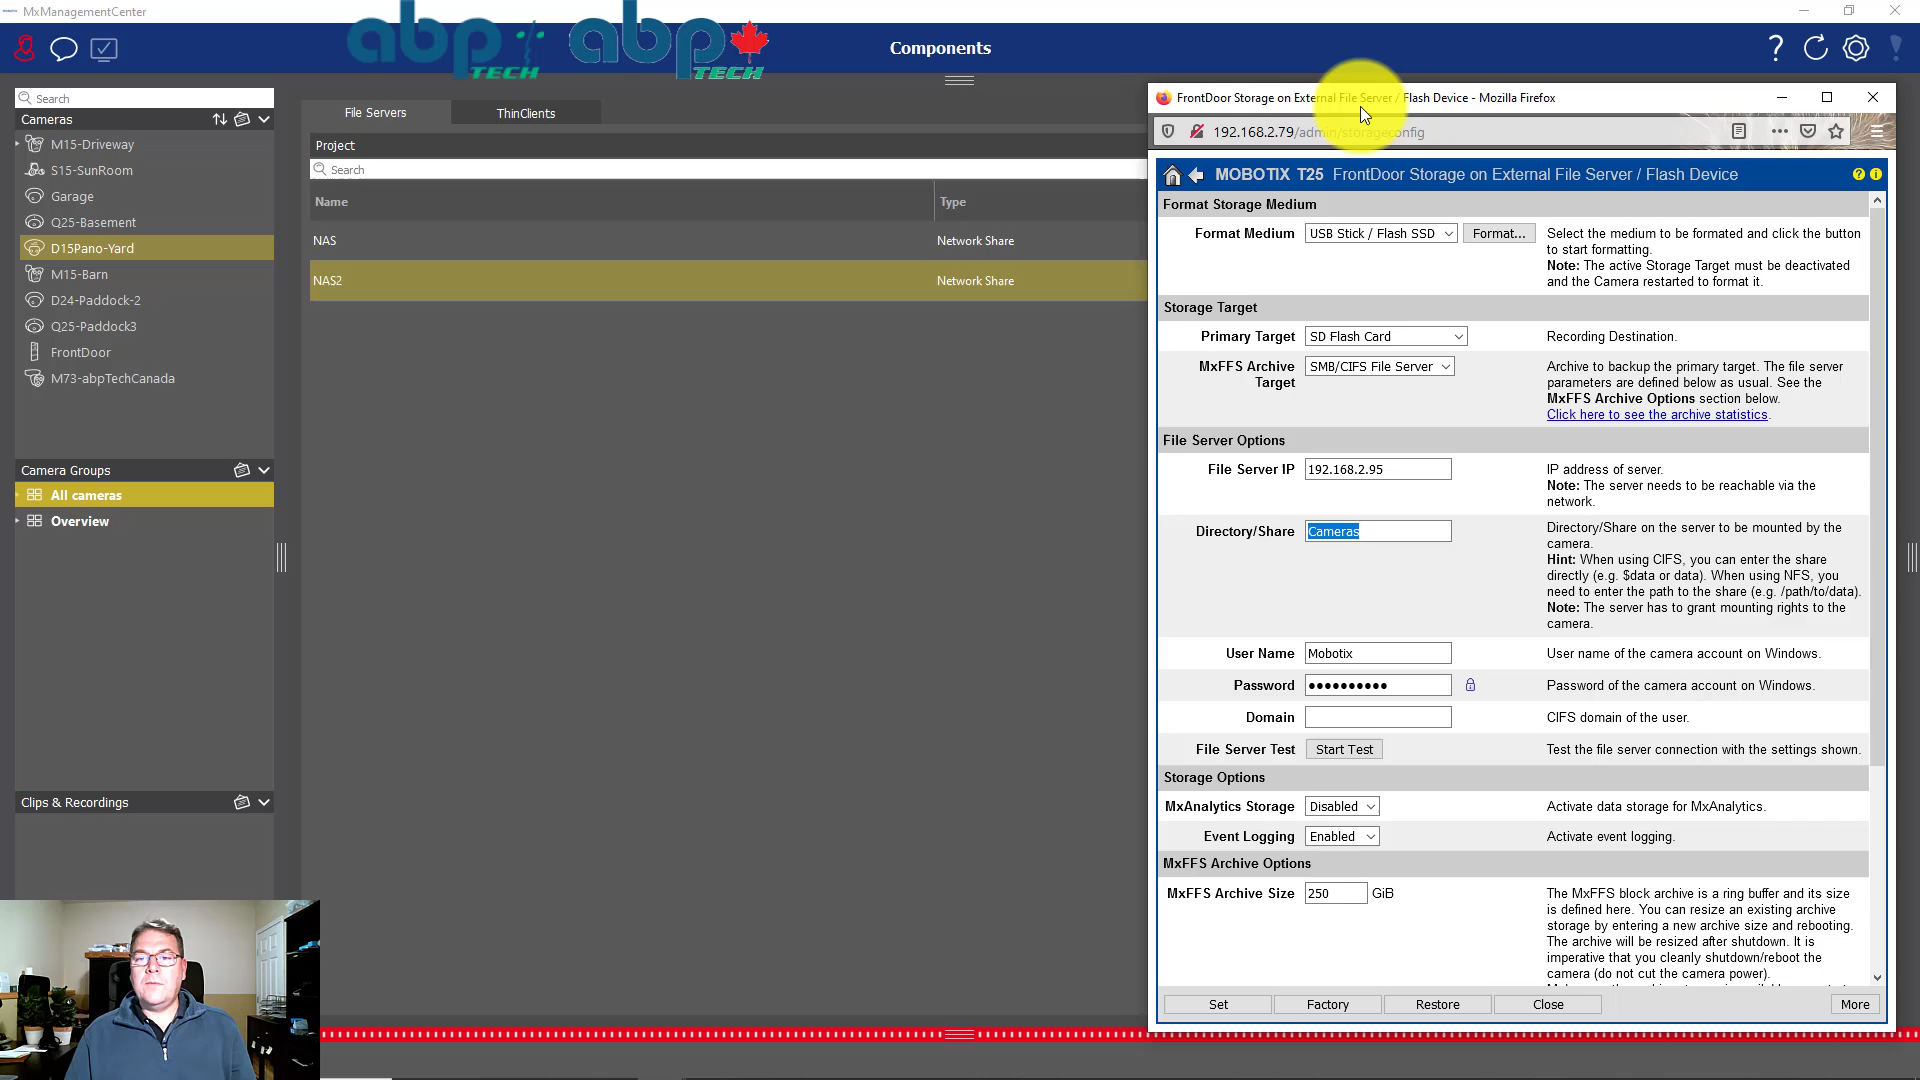 MxManagementCenter
abp
TECH
abp
TECH
Components
Search
Cameras
M15-Driveway
S15-SunRoom
Garage
Q25-Basement
D15Pano-Yard
M15-Barn
D24-Paddock-2
Q25-Paddock3
FrontDoor
M73-abpTechCanada
Camera Groups
All cameras
Overview
Clips & Recordings
File Servers
ThinClients
Project
Search
Name
Type
NAS
Network Share
NAS2
Network Share
FrontDoor Storage on External File Server / Flash Device - Mozilla Firefox
192.168.2.79/admin/storageconfig
MOBOTIX T25 FrontDoor Storage on External File Server / Flash Device
Format Storage Medium
Format Medium
USB Stick / Flash SSD
Format...
Select the medium to be formated and click the button
to start formatting.
Note: The active Storage Target must be deactivated
and the Camera restarted to format it.
Storage Target
Primary Target
SD Flash Card
Recording Destination.
MxFFS Archive
Target
SMB/CIFS File Server
Archive to backup the primary target. The file server
parameters are defined below as usual. See the
MxFFS Archive Options section below.
Click here to see the archive statistics.
File Server Options
File Server IP
192.168.2.95
IP address of server.
Note: The server needs to be reachable via the
network.
Directory/Share
Cameras
Directory/Share on the server to be mounted by the
camera.
Hint: When using CIFS, you can enter the share
directly (e.g. $data or data). When using NFS, you
need to enter the path to the share (e.g. /path/to/data).
Note: The server has to grant mounting rights to the
camera.
User Name
Mobotix
User name of the camera account on Windows.
Password
●●●●●●●●●●
Password of the camera account on Windows.
Domain
CIFS domain of the user.
File Server Test
Start Test
Test the file server connection with the settings shown.
Storage Options
MxAnalytics Storage
Disabled
Activate data storage for MxAnalytics.
Event Logging
Enabled
Activate event logging.
MxFFS Archive Options
MxFFS Archive Size
250
GiB
The MxFFS block archive is a ring buffer and its size
is defined here. You can resize an existing archive
storage by entering a new archive size and rebooting.
The archive will be resized after shutdown. It is
imperative that you cleanly shutdown/reboot the
camera (do not cut the camera power).
Set
Factory
Restore
Close
More